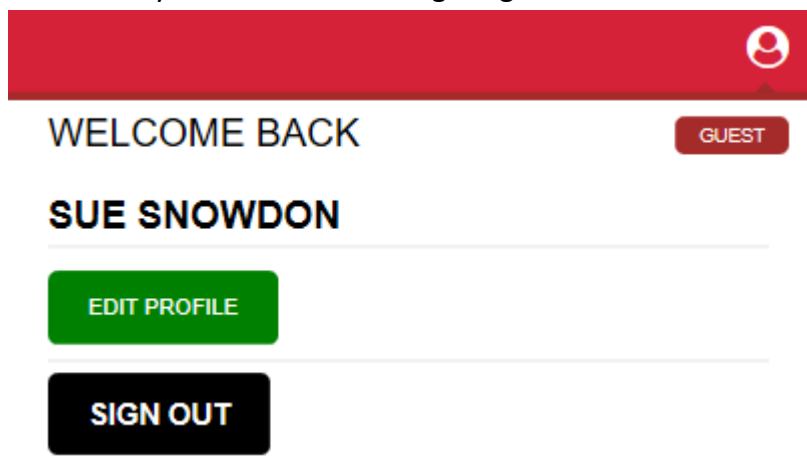 WELCOME BACK
GUEST
SUE SNOWDON
EDIT PROFILE
SIGN OUT